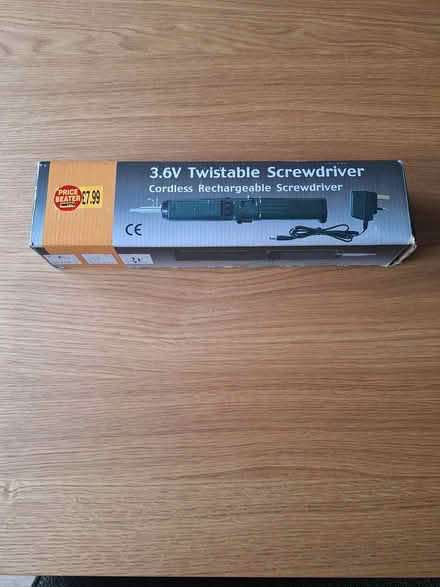 3.6V Twistable Screwdriver
Cordless Rechargeable Screwdriver
PRICE
BEATER
7.99
CE